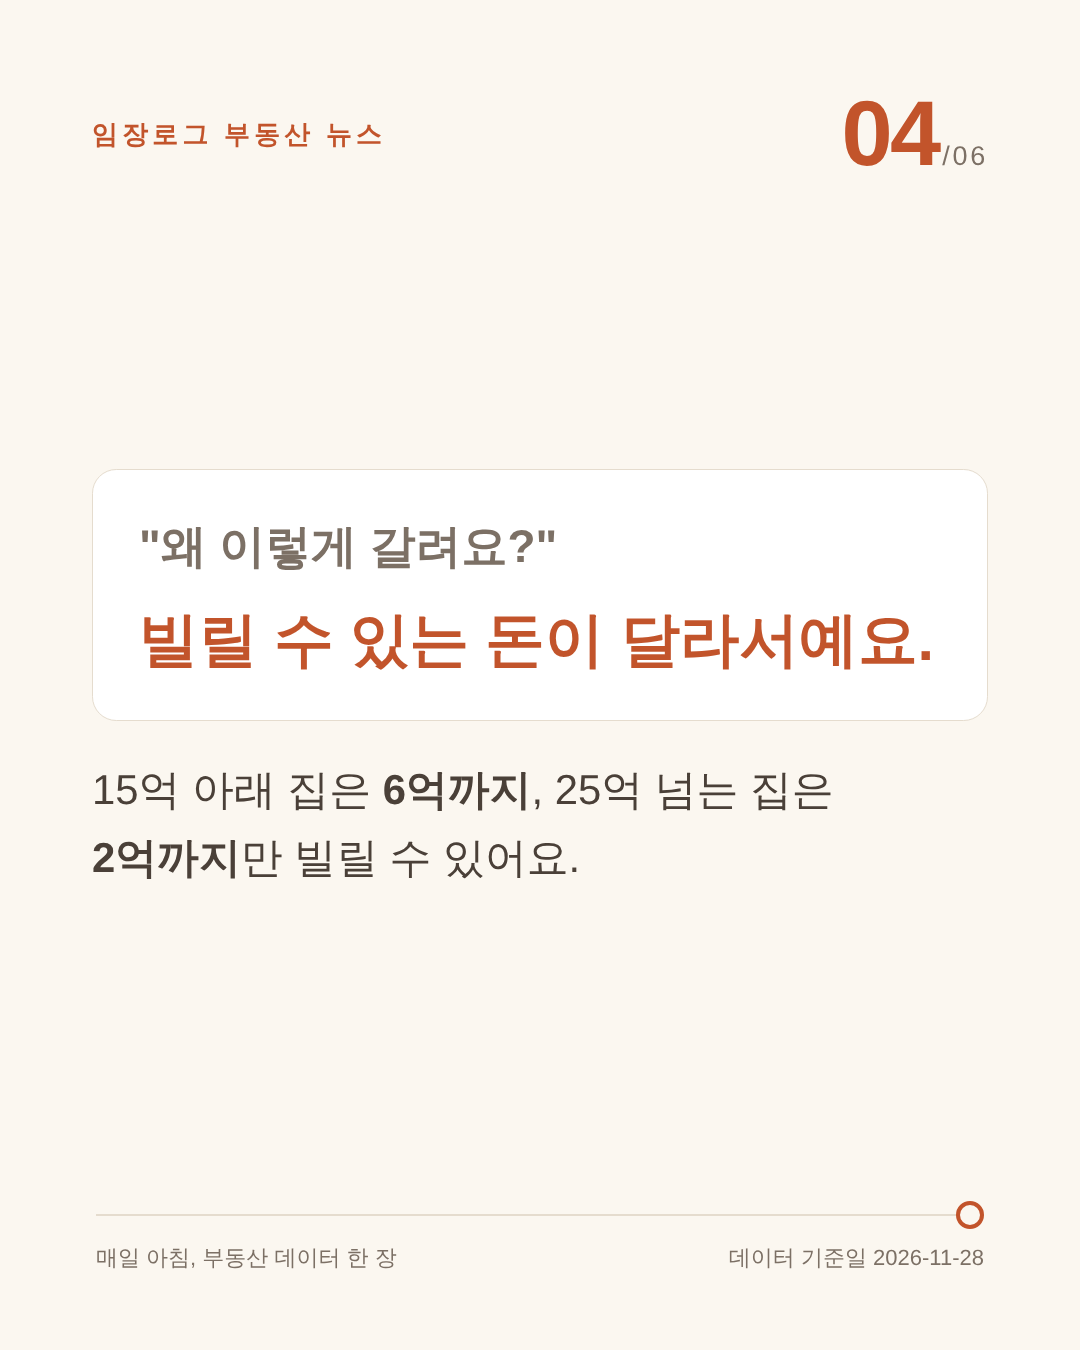 임장로그 부동산 뉴스
04/06
"왜 이렇게 갈려요?"
빌릴 수 있는 돈이 달라서예요.
15억 아래 집은 6억까지, 25억 넘는 집은
2억까지만 빌릴 수 있어요.
매일 아침, 부동산 데이터 한 장
데이터 기준일 2026-11-28